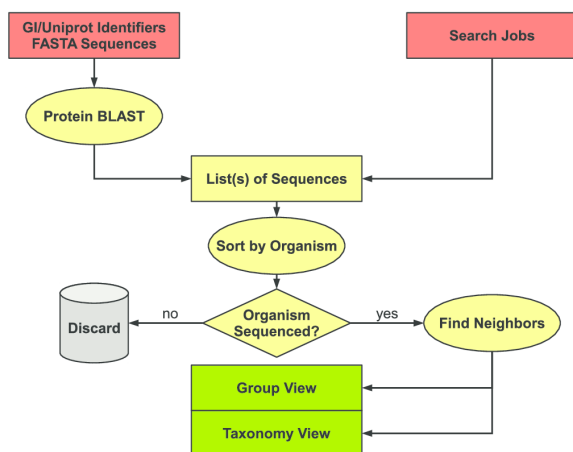 GI/Uniprot Identifiers
FASTA Sequences
Search Jobs
Protein BLAST
List(s) of Sequences
Sort by Organism
Organism
Sequenced?
no
yes
Discard
Find Neighbors
Group View
Taxonomy View